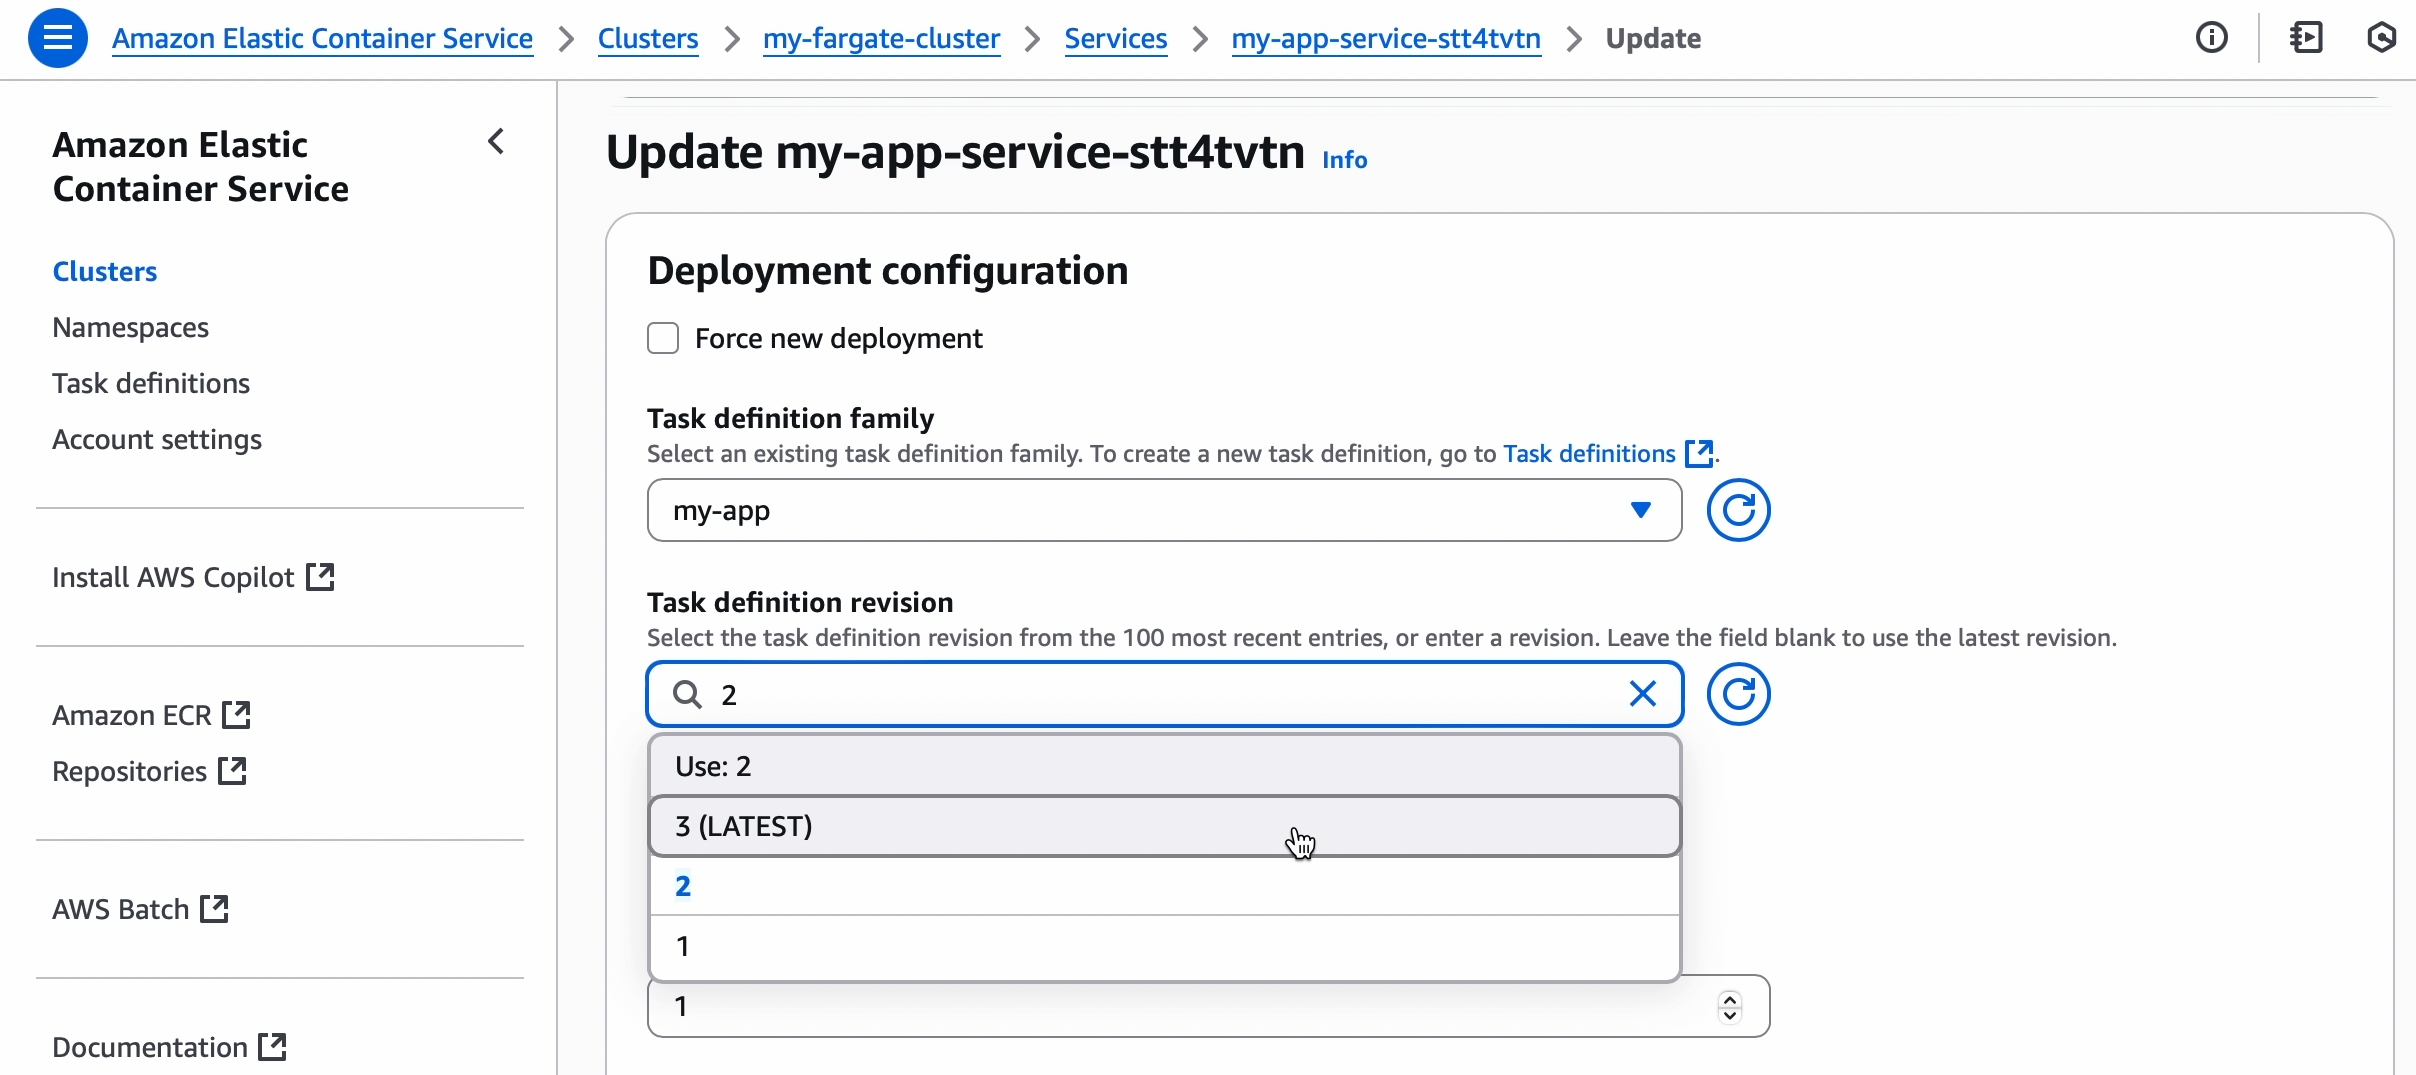 Amazon Elastic Container Service > Clusters > my-fargate-cluster > Services > my-app-service-stt4tvtn > Update
Amazon Elastic
Container Service
Clusters
Namespaces
Task definitions
Account settings
Install AWS Copilot
Amazon ECR
Repositories
AWS Batch
Documentation
Update my-app-service-stt4tvtn Info
Deployment configuration
Force new deployment
Task definition family
Select an existing task definition family. To create a new task definition, go to Task definitions .
my-app
Task definition revision
Select the task definition revision from the 100 most recent entries, or enter a revision. Leave the field blank to use the latest revision.
2
Use: 2
3 (LATEST)
2
1
1